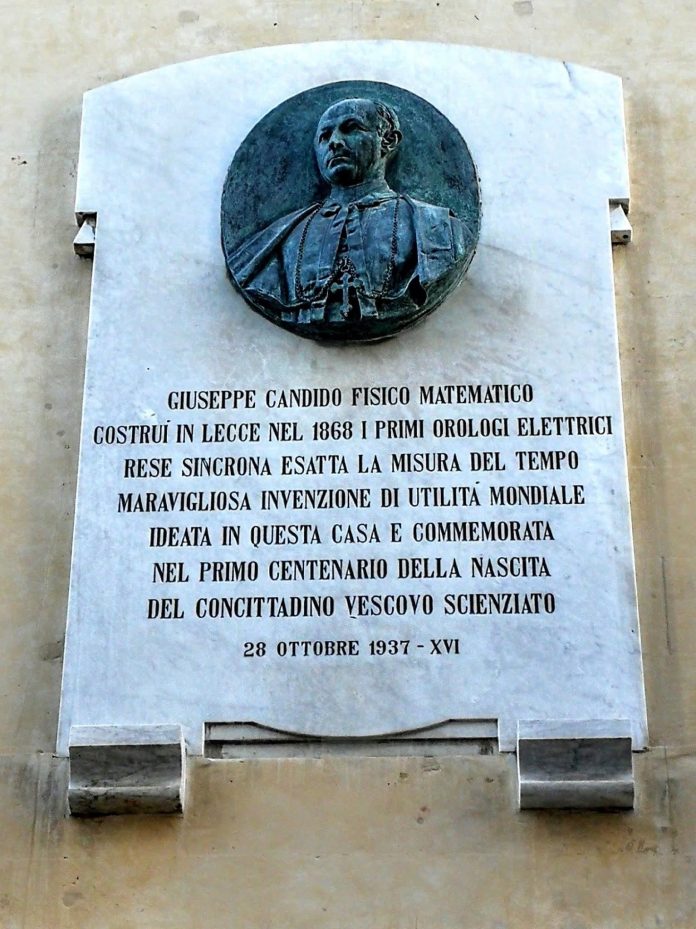 GIUSEPPE CANDIDO FISICO MATEMATICO
COSTRUÍ IN LECCE NEL 1868 I PRIMI OROLOGI ELETTRICI
RESE SINCRONA ESATTA LA MISURA DEL TEMPO
MARAVIGLIOSA INVENZIONE DI UTILITÁ MONDIALE
IDEATA IN QUESTA CASA E COMMEMORATA
NEL PRIMO CENTENARIO DELLA NASCITA
DEL CONCITTADINO VESCOVO SCIENZIATO
28 OTTOBRE 1937 - XVI